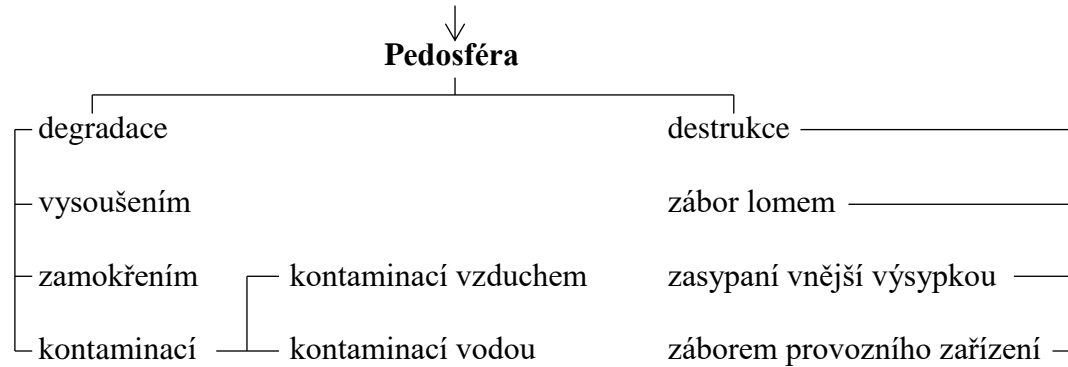 Pedosféra
degradace destrukce
vysoušením zábor lomem
zamokřením kontaminací vzduchem zasypaní vnější výsypkou
kontaminací kontaminací vodou záborem provozního zařízení